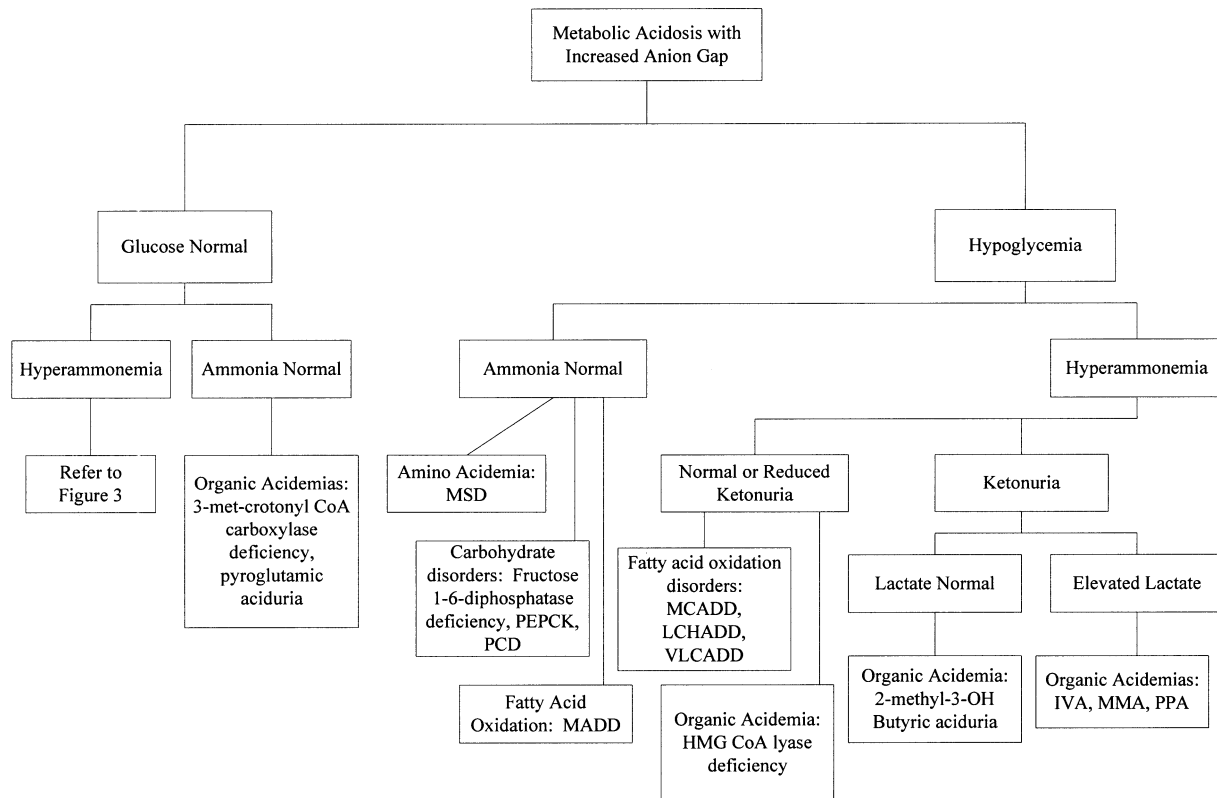 Metabolic Acidosis with
Increased Anion Gap
Glucose Normal
Hypoglycemia
Hyperammonemia
Ammonia Normal
Ammonia Normal
Hyperammonemia
Refer to
Figure 3
Organic Acidemias:
3-met-crotonyl CoA
carboxylase
deficiency,
pyroglutamic
aciduria
Amino Acidemia:
MSD
Carbohydrate
disorders: Fructose
1-6-diphosphatase
deficiency, PEPCK,
PCD
Fatty Acid
Oxidation: MADD
Normal or Reduced
Ketonuria
Ketonuria
Fatty acid oxidation
disorders:
MCADD,
LCHADD,
VLCADD
Organic Acidemia:
HMG CoA lyase
deficiency
Lactate Normal
Elevated Lactate
Organic Acidemia:
2-methyl-3-OH
Butyric aciduria
Organic Acidemias:
IVA, MMA, PPA